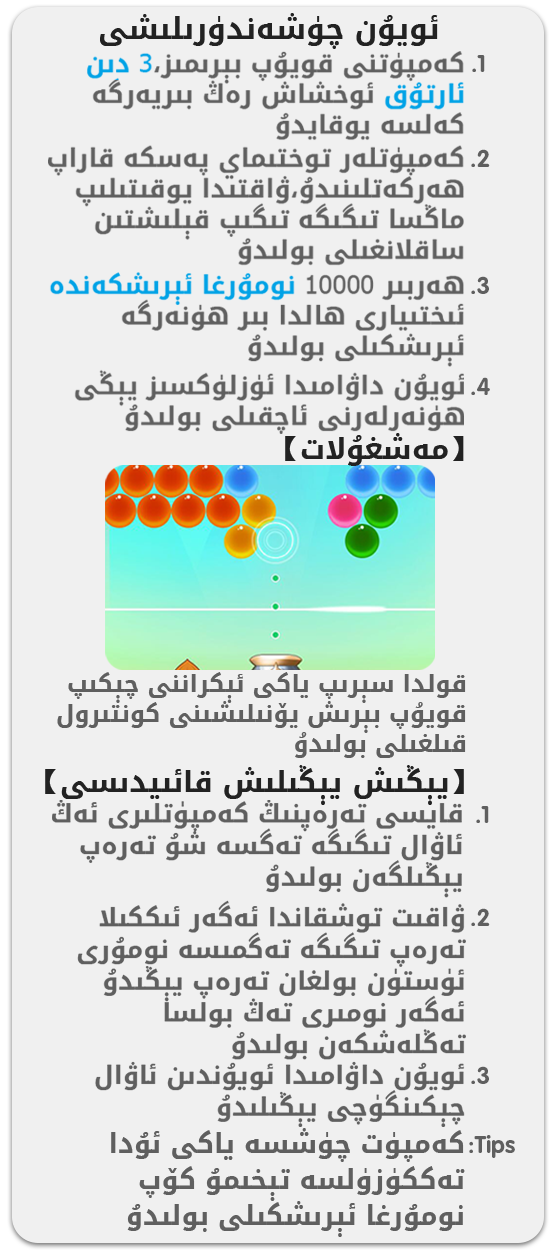 ئويۇن چۈشەندۈرىلىشى
1. كەمپۈتنى قويۇپ بېرىمىز،3 دىن
ئارتۇق ئوخشاش رەڭ بىريەرگە
كەلسە يوقايدۇ
2. كەمپۈتلەر توختىماي پەسكە قاراپ
ھەركەتلىنىدۇ،ۋاقتىدا يوقىتىلىپ
ماڭسا تىگىگە تىگىپ قېلىشتىن
ساقلانغىلى بولىدۇ
3. ھەربىر 10000 نومۇرغا ئېرىشكەندە
ئىختىيارى ھالدا بىر ھۈنەرگە
ئېرىشكىلى بولىدۇ
4. ئويۇن داۋامىدا ئۈزلۈكسىز يېڭى
ھۈنەرلەرنى ئاچقىلى بولىدۇ
【مەشغۇلات】
قولدا سىرىپ ياكى ئېكراننى چېكىپ
قويۇپ بېرىش يۆنىلىشىنى كونتىرول
قىلغىلى بولىدۇ
【يېڭىش يېڭىلىش قائىيدىسى】
1. قايسى تەرەپنىڭ كەمپۈتلىرى ئەڭ
ئاۋال تىگىگە تەگسە شۇ تەرەپ
يېڭىلگەن بولىدۇ
2. ۋاقىت توشقاندا ئەگەر ئىككىلا
تەرەپ تىگىگە تەگمىسە نومۇرى
ئۈستۈن بولغان تەرەپ يېڭىدۇ
ئەگەر نومىرى تەڭ بولسا
تەڭلەشكەن بولىدۇ
3. ئويۇن داۋامىدا ئويۇندىن ئاۋال
چېكىنگۈچى يېڭىلىدۇ
Tips: كەمپۈت چۈشسە ياكى ئۇدا
تەككۈزۈلسە تېخىمۇ كۆپ
نومۇرغا ئېرىشكىلى بولىدۇ